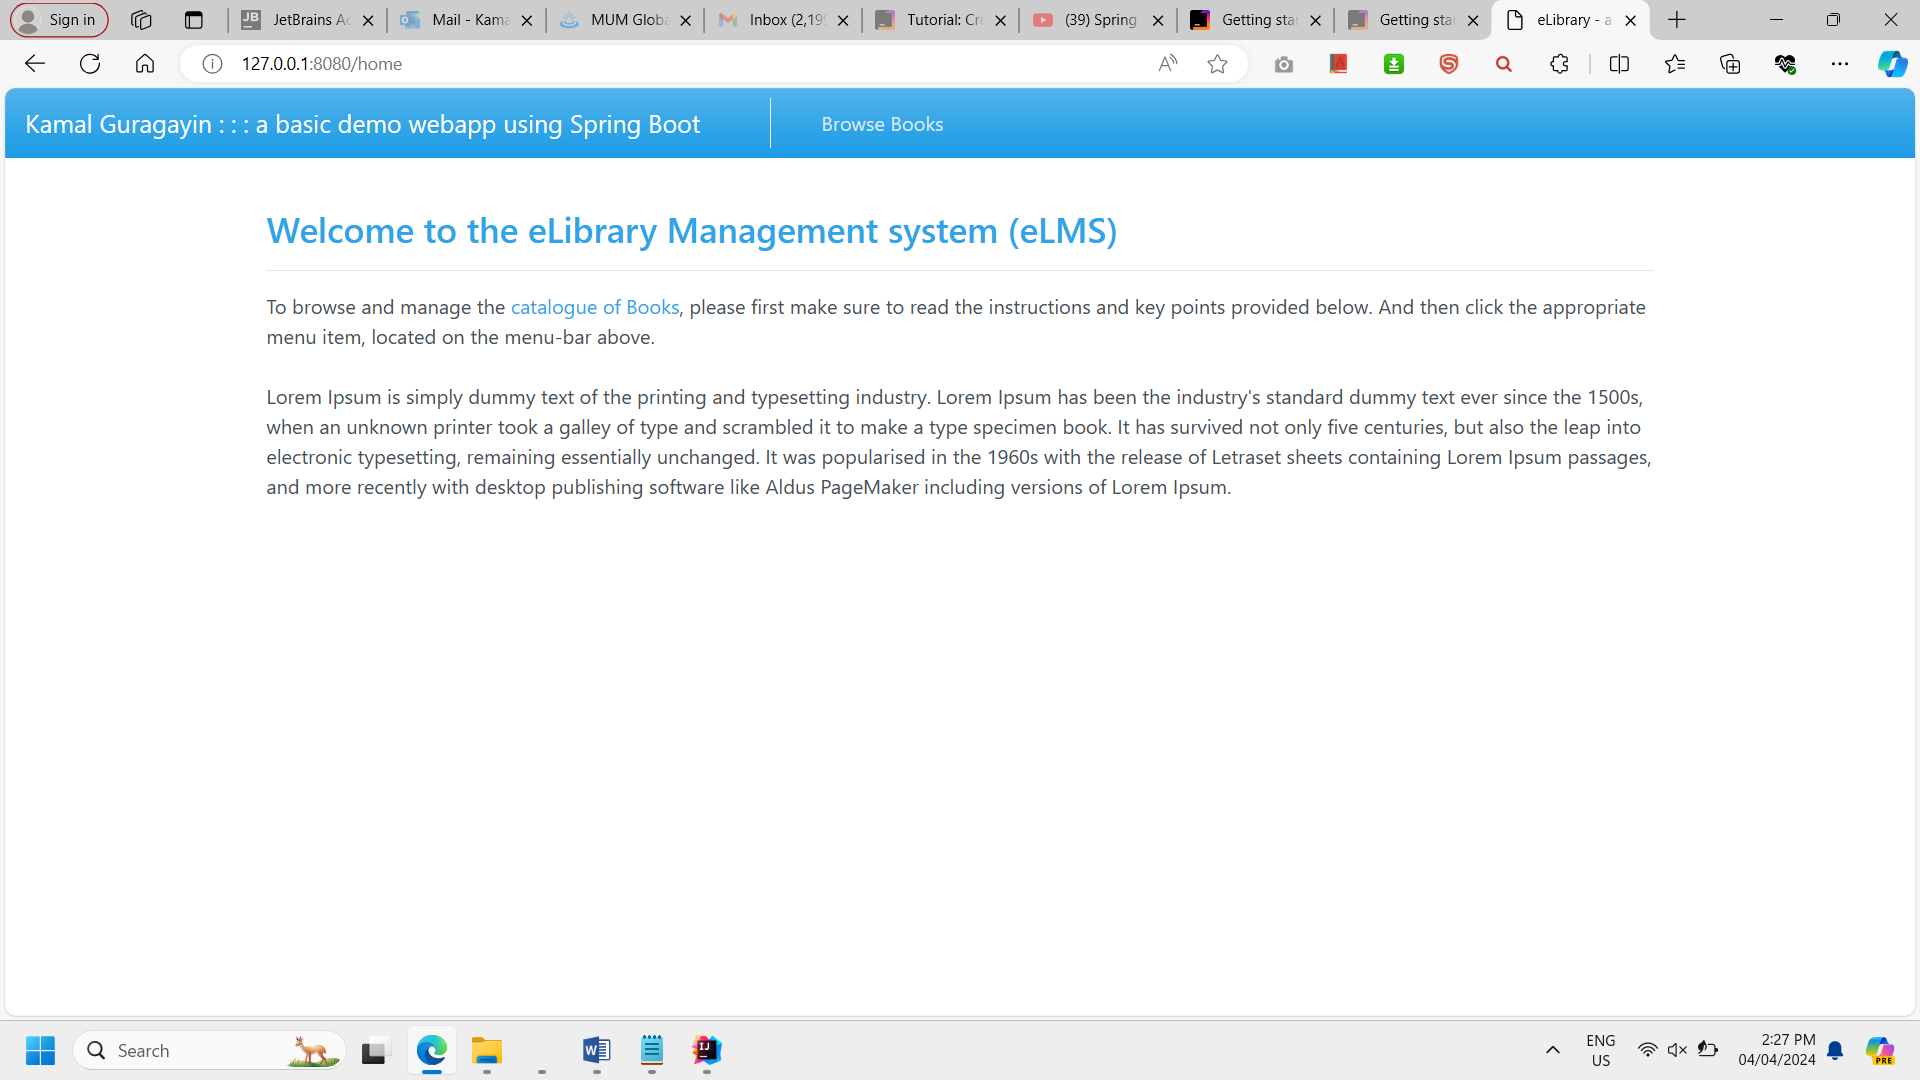 Sign in
JetBrains Ac
Mail - Kama
MUM Globa
Inbox (2,19
Tutorial: Cre
(39) Spring
Getting star
Getting star
eLibrary - a
127.0.0.1:8080/home
Kamal Guragayin : : : a basic demo webapp using Spring Boot
Browse Books
Welcome to the eLibrary Management system (eLMS)
To browse and manage the catalogue of Books, please first make sure to read the instructions and key points provided below. And then click the appropriate
menu item, located on the menu-bar above.
Lorem Ipsum is simply dummy text of the printing and typesetting industry. Lorem Ipsum has been the industry's standard dummy text ever since the 1500s,
when an unknown printer took a galley of type and scrambled it to make a type specimen book. It has survived not only five centuries, but also the leap into
electronic typesetting, remaining essentially unchanged. It was popularised in the 1960s with the release of Letraset sheets containing Lorem Ipsum passages,
and more recently with desktop publishing software like Aldus PageMaker including versions of Lorem Ipsum.
Search
ENG
US
2:27 PM
04/04/2024